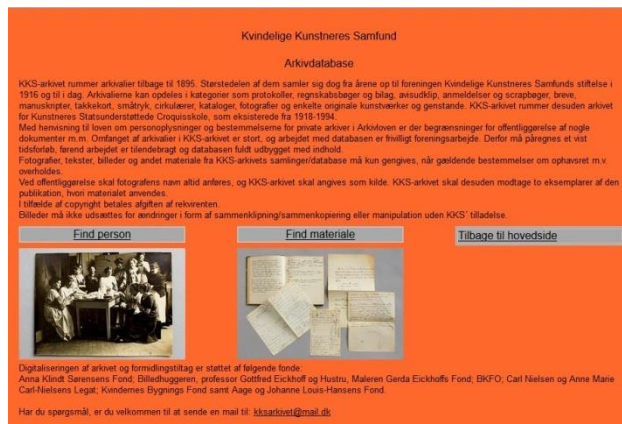 Kvindelige Kunstneres Samfund
Arkivdatabase
KKS-arkivet rummer arkivalier tilbage til 1895. Størstedelen af dem samler sig dog fra årene op til foreningen Kvindelige Kunstneres Samfunds stiftelse i
1916 og til i dag. Arkivalierne kan opdeles i kategorier som protokoller, regnskabsbøger og bilag, avisudklip, anmeldelser og scrapbøger, breve,
manuskripter, takkekort, småtryk, cirkulærer, kataloger, fotografier og enkelte originale kunstværker og genstande. KKS-arkivet rummer desuden arkivet
for Kunstneres Statsunderstøttede Croquisskole, som eksisterede fra 1918-1994.
Med henvisning til loven om personoplysninger og bestemmelserne for private arkiver i Arkivloven er der begrænsninger for offentliggørelse af nogle
dokumenter m.m. Omfanget af arkivalier i KKS-arkivet er stort, og arbejdet med databasen er frivilligt foreningsarbejde. Derfor må påregnes et vist
tidsforløb, førend arbejdet er tilendebragt og databasen fuldt udbygget med indhold.
Fotografier, tekster, billeder og andet materiale fra KKS-arkivets samlinger/database må kun gengives, når gældende bestemmelser om ophavsret m.v.
overholdes.
Ved offentliggørelse skal fotografens navn altid anføres, og KKS-arkivet skal angives som kilde. KKS-arkivet skal desuden modtage to eksemplarer af den
publikation, hvori materialet anvendes.
I tilfælde af copyright betales afgiften af rekvirenten.
Billeder må ikke udsættes for ændringer i form af sammenklipning/sammenkopiering eller manipulation uden KKS´ tilladelse.
Find person
Find materiale
Tilbage til hovedside
Digitaliseringen af arkivet og formidlingstiltag er støttet af følgende fonde:
Anna Klindt Sørensens Fond; Billedhuggeren, professor Gottfred Eickhoff og Hustru, Maleren Gerda Eickhoffs Fond; BKFO; Carl Nielsen og Anne Marie
Carl-Nielsens Legat; Kvindernes Bygnings Fond samt Aage og Johanne Louis-Hansens Fond.
Har du spørgsmål, er du velkommen til at sende en mail til: kksarkivet@mail.dk